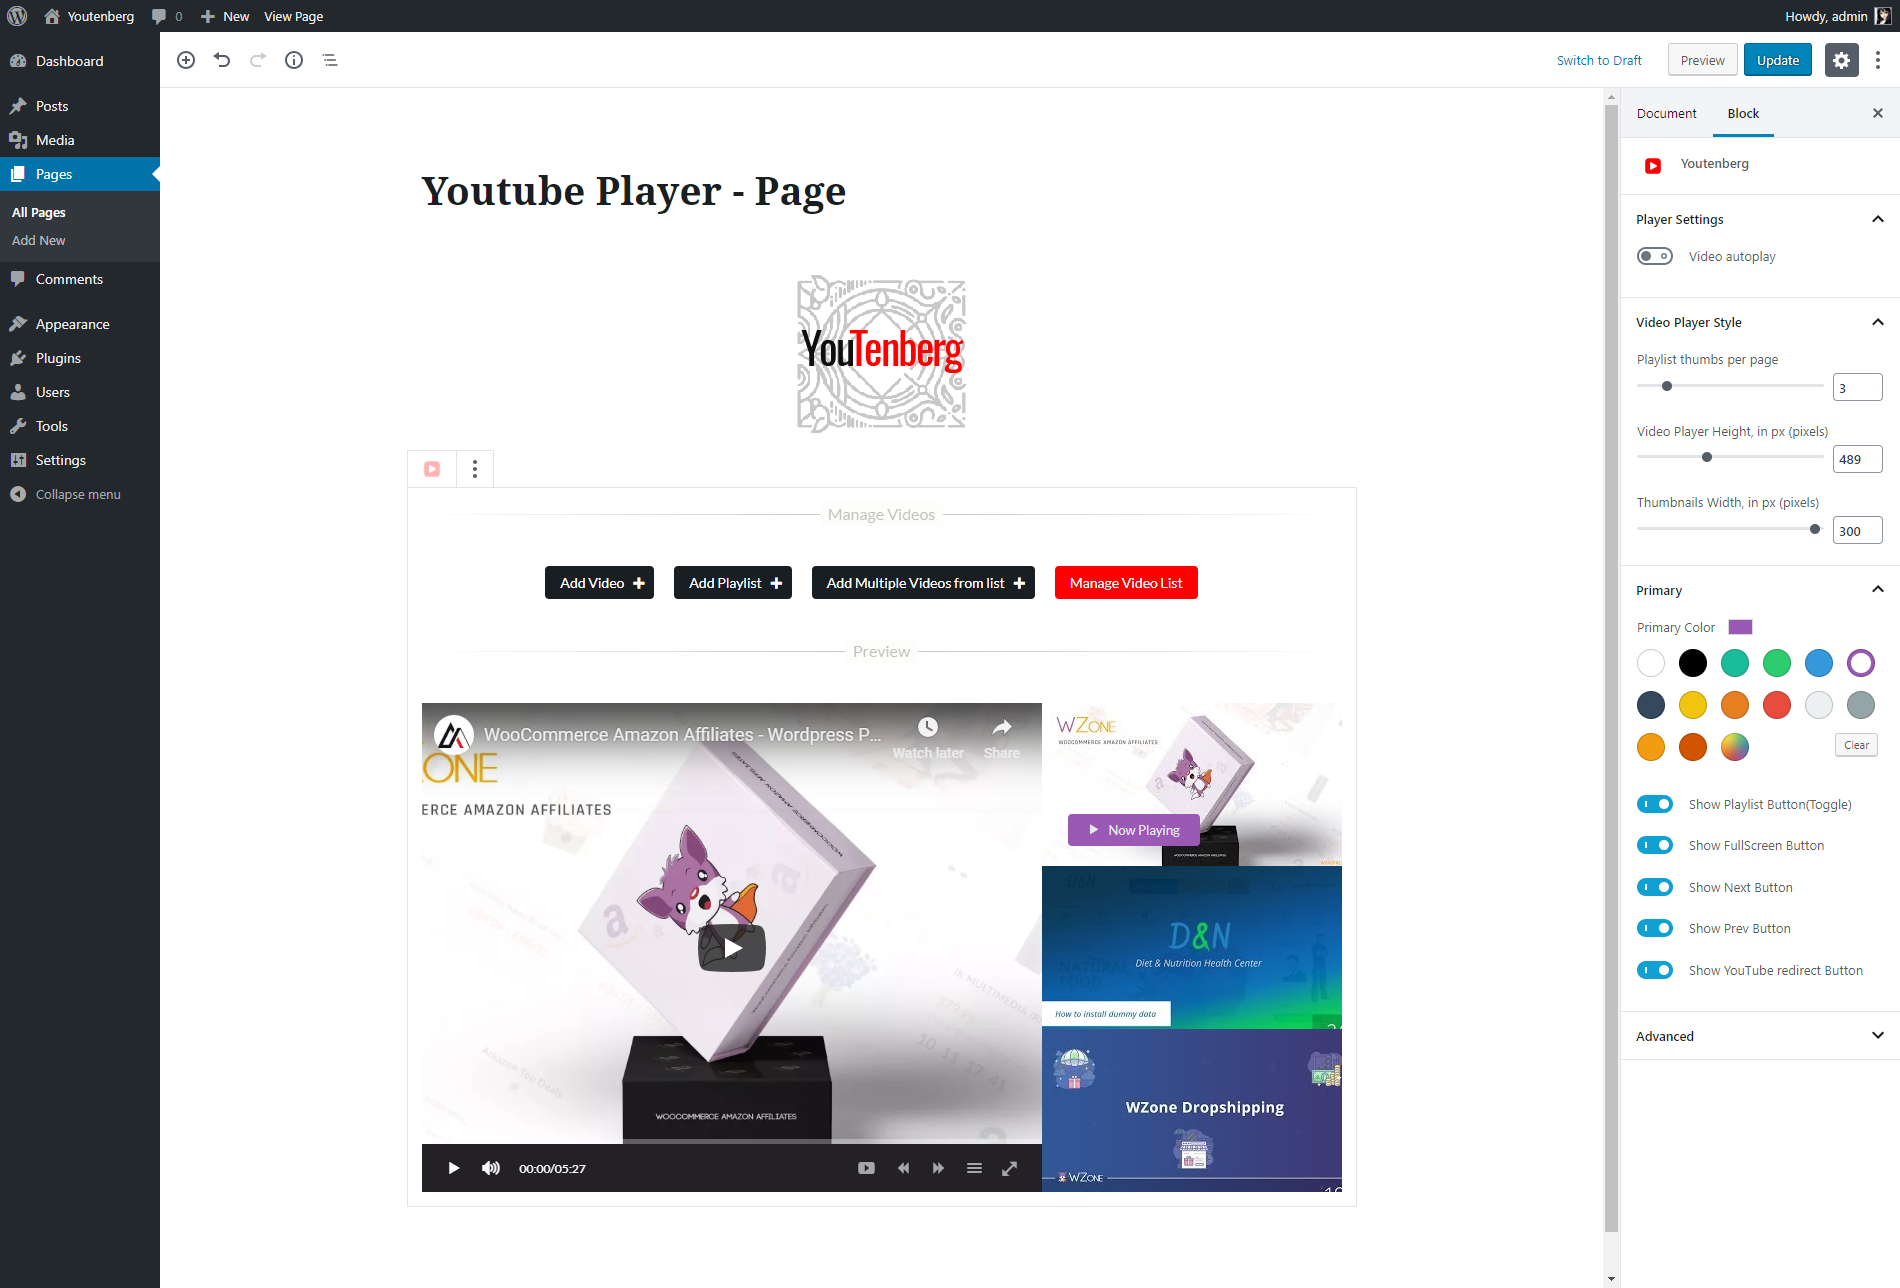 Youtenberg
0
New
View Page
Howdy, admin
Dashboard
Posts
Media
Pages
All Pages
Add New
Comments
Appearance
Plugins
Users
Tools
Settings
Collapse menu
Switch to Draft
Preview
Update
Youtube Player - Page
YouTenberg
Manage Videos
Add Video
Add Playlist
Add Multiple Videos from list
Manage Video List
Preview
WooCommerce Amazon Affiliates - Wordpress P...
Watch later
Share
ONE
ERCE AMAZON AFFILIATES
WOOCOMMERCE AMAZON AFFILIATES
00:00/05:27
WZONE
WOOCOMMERCE AMAZON AFFILIATES
Now Playing
D&N
Diet & Nutrition Health Center
How to install dummy data
WZone Dropshipping
WZONE
Document
Block
Youtenberg
Player Settings
Video autoplay
Video Player Style
Playlist thumbs per page
3
Video Player Height, in px (pixels)
489
Thumbnails Width, in px (pixels)
300
Primary
Primary Color
Clear
Show Playlist Button(Toggle)
Show FullScreen Button
Show Next Button
Show Prev Button
Show YouTube redirect Button
Advanced